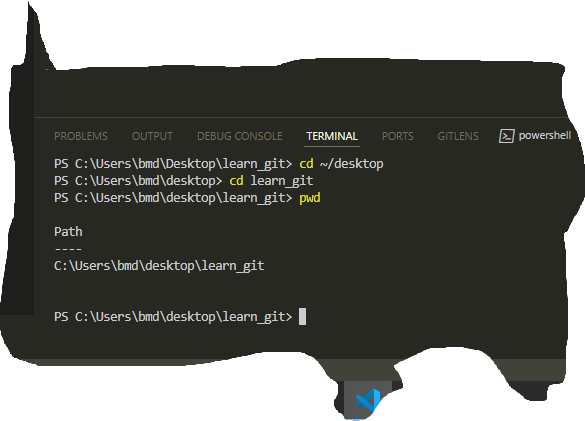 PROBLEMS OUTPUT DEBUG CONSOLE TERMINAL PORTS GITLENS powershell
PS C:\Users\bmd\Desktop\learn_git> cd ~/desktop
PS C:\Users\bmd\desktop> cd learn_git
PS C:\Users\bmd\desktop\learn_git> pwd
Path
----
C:\Users\bmd\desktop\learn_git
PS C:\Users\bmd\desktop\learn_git>